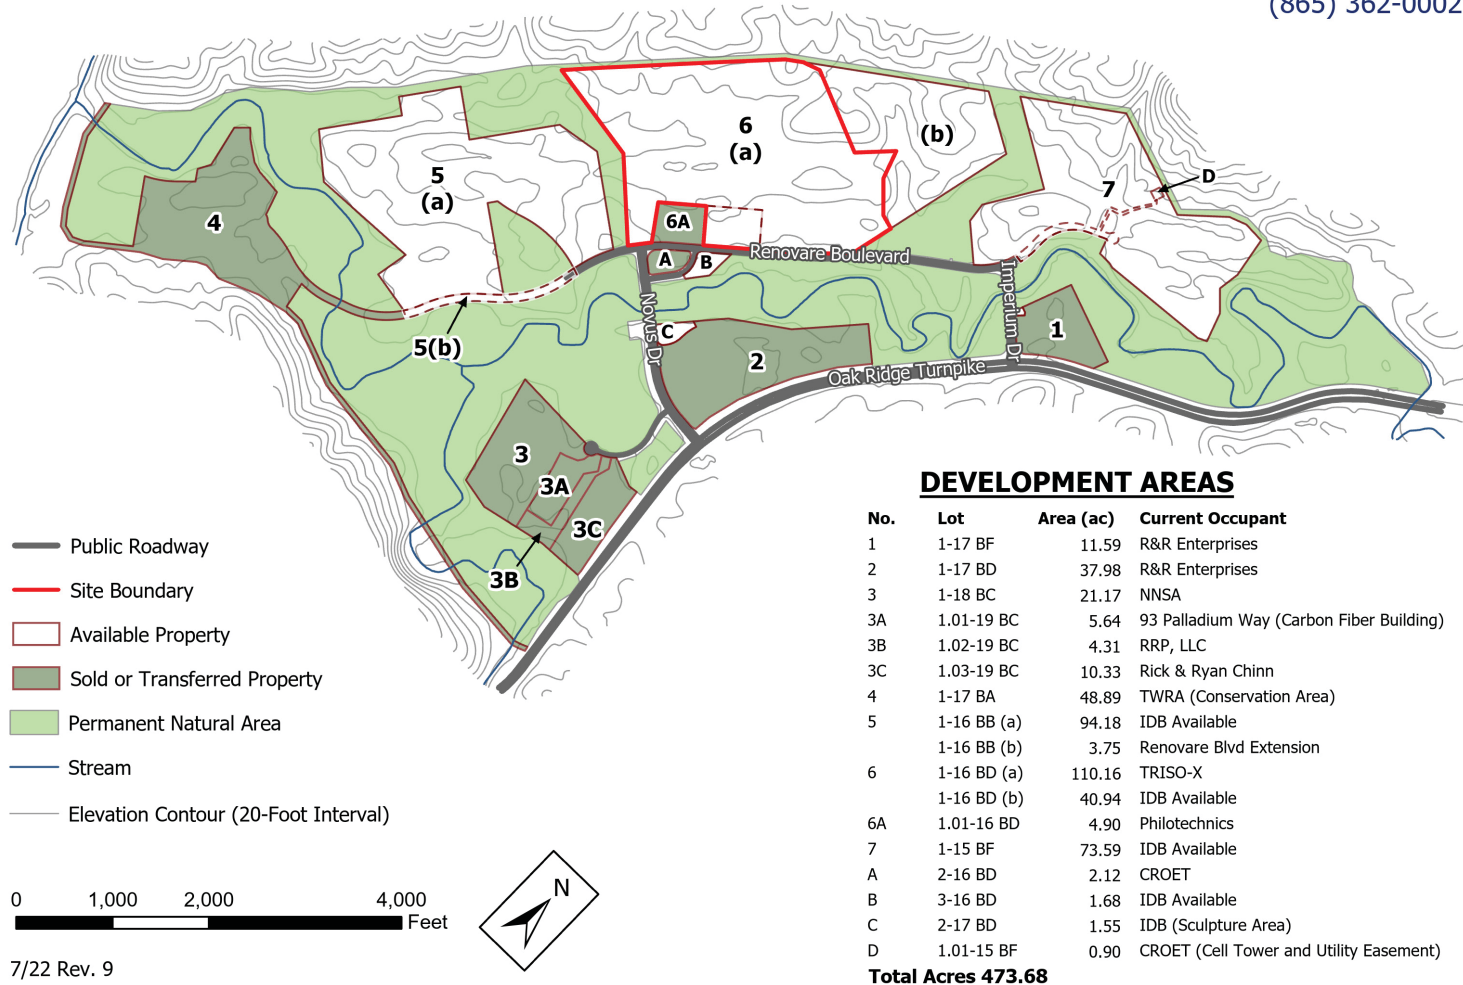 (865) 362-0002
6
(a)
(b)
5
(a)
7
D
4
6A
A
B
Renovare Boulevard
Novus Dr
Imperium Dr
C
5(b)
2
1
Oak Ridge Turnpike
3
3A
3C
3B
Public Roadway
Site Boundary
Available Property
Sold or Transferred Property
Permanent Natural Area
Stream
Elevation Contour (20-Foot Interval)
0 1,000 2,000 4,000
Feet
N
7/22 Rev. 9
DEVELOPMENT AREAS
No. Lot Area (ac) Current Occupant
1 1-17 BF 11.59 R&R Enterprises
2 1-17 BD 37.98 R&R Enterprises
3 1-18 BC 21.17 NNSA
3A 1.01-19 BC 5.64 93 Palladium Way (Carbon Fiber Building)
3B 1.02-19 BC 4.31 RRP, LLC
3C 1.03-19 BC 10.33 Rick & Ryan Chinn
4 1-17 BA 48.89 TWRA (Conservation Area)
5 1-16 BB (a) 94.18 IDB Available
1-16 BB (b) 3.75 Renovare Blvd Extension
6 1-16 BD (a) 110.16 TRISO-X
1-16 BD (b) 40.94 IDB Available
6A 1.01-16 BD 4.90 Philotechnics
7 1-15 BF 73.59 IDB Available
A 2-16 BD 2.12 CROET
B 3-16 BD 1.68 IDB Available
C 2-17 BD 1.55 IDB (Sculpture Area)
D 1.01-15 BF 0.90 CROET (Cell Tower and Utility Easement)
Total Acres 473.68